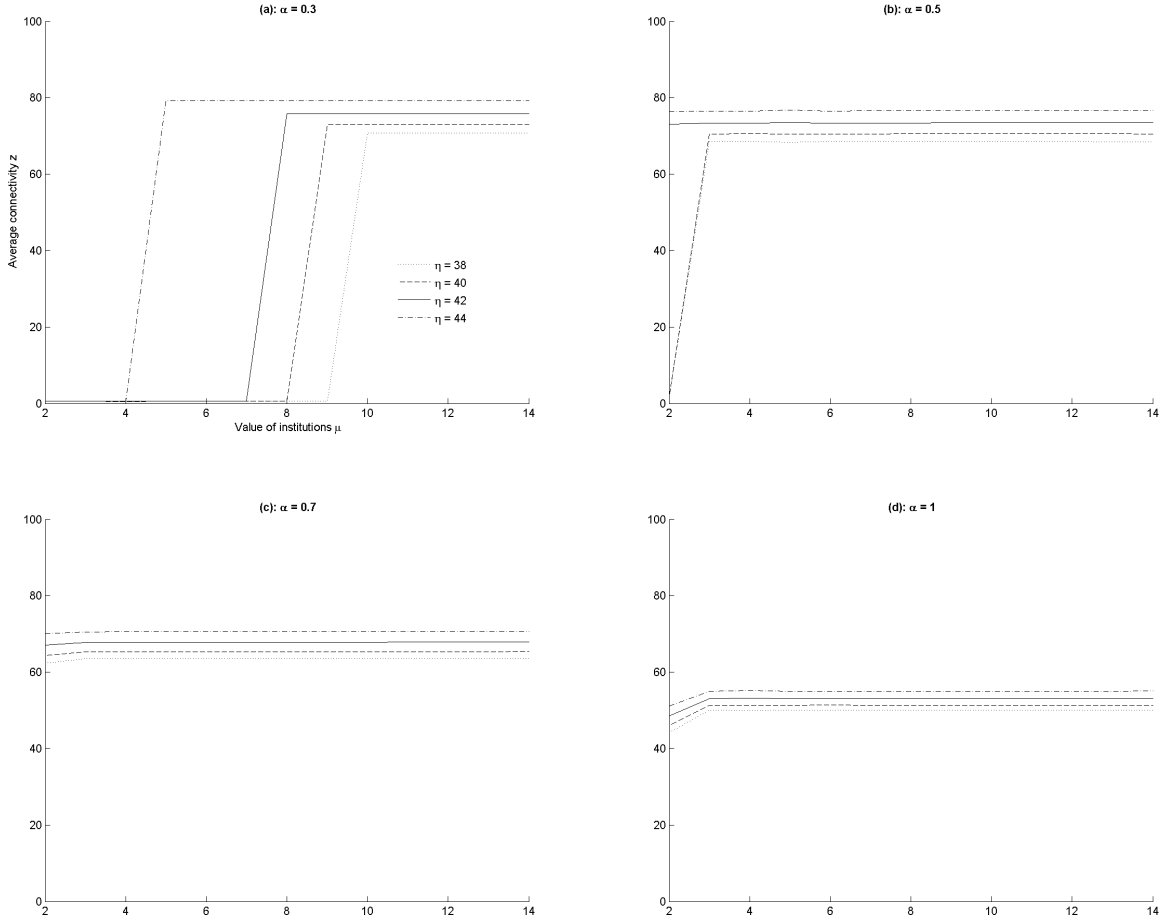 (a): α = 0.3
100
80
60
40
20
0
Average connectivity z
η = 38
η = 40
η = 42
η = 44
2 4 6 8 10 12 14
Value of institutions μ
(b): α = 0.5
100
80
60
40
20
0
2 4 6 8 10 12 14
(c): α = 0.7
100
80
60
40
20
0
2 4 6 8 10 12 14
(d): α = 1
100
80
60
40
20
0
2 4 6 8 10 12 14